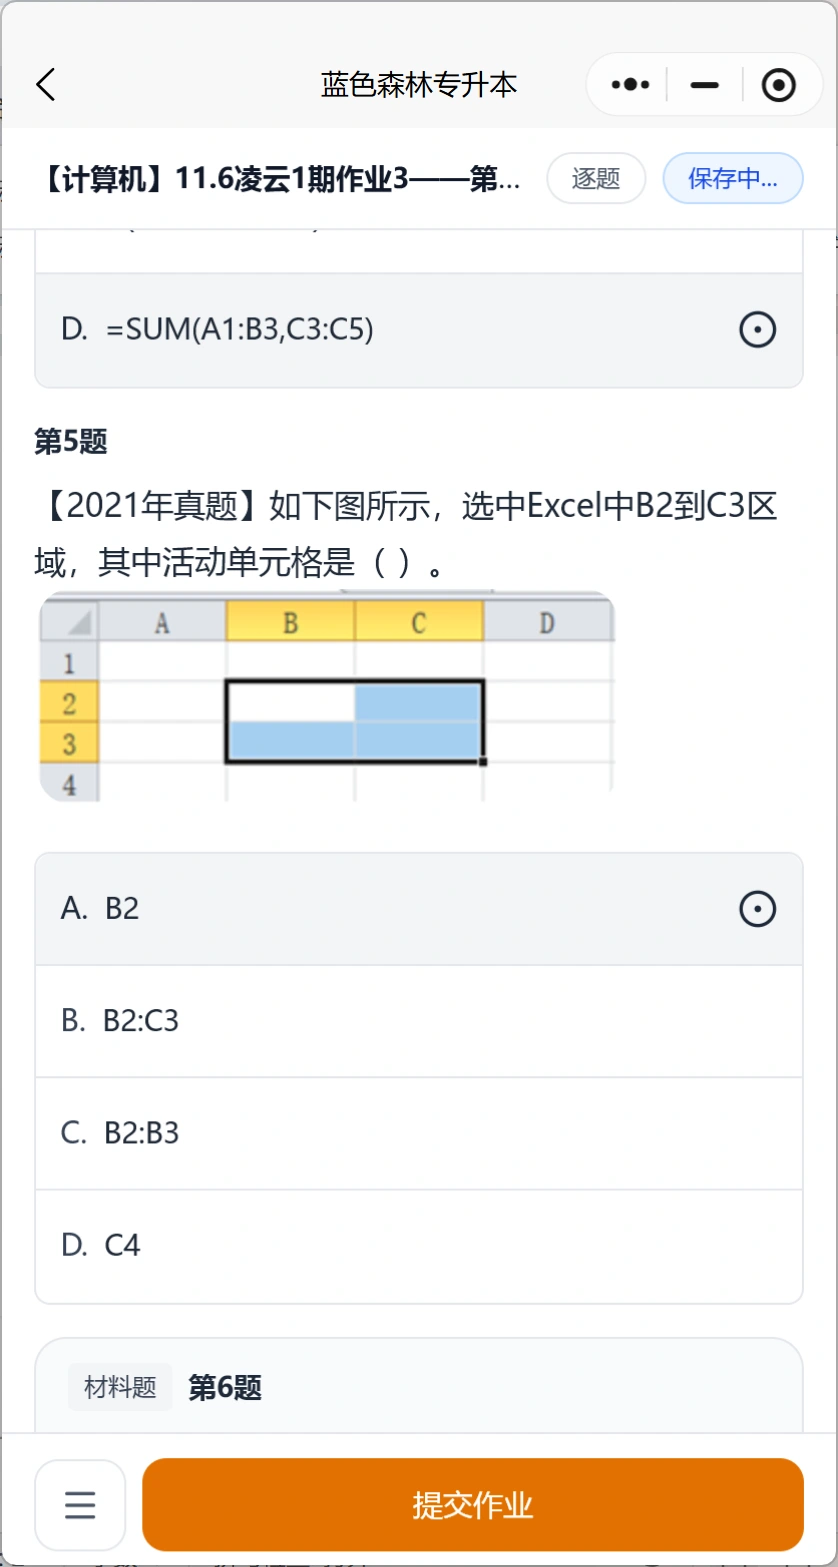 蓝色森林专升本
【计算机】11.6凌云1期作业3——第...
逐题
保存中...
D. =SUM(A1:B3,C3:C5)
第5题
【2021年真题】如下图所示，选中Excel中B2到C3区
域，其中活动单元格是（ ）。
A B C D
1
2
3
4
A. B2
B. B2:C3
C. B2:B3
D. C4
材料题 第6题
提交作业